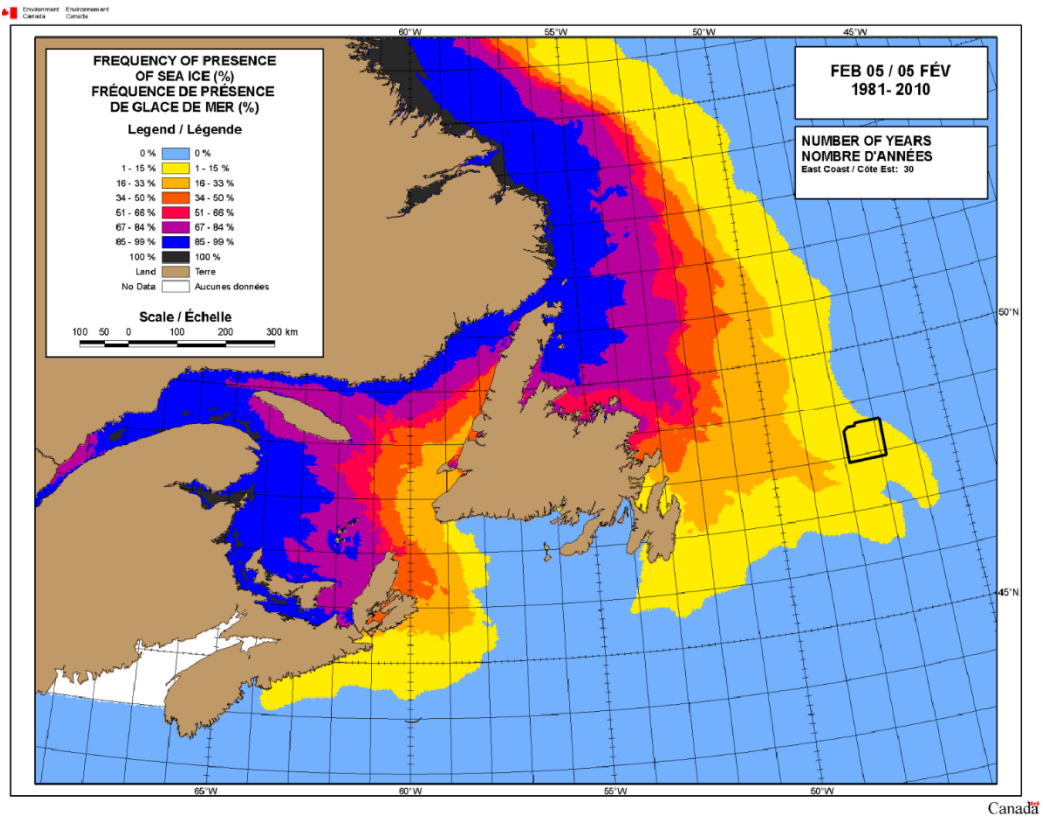 Environment Environnement
Canada Canada
60°W 55°W 50°W 45°W
FREQUENCY OF PRESENCE
OF SEA ICE (%)
FRÉQUENCE DE PRÉSENCE
DE GLACE DE MER (%)
Legend / Légende
0 % 0 %
1 - 15 % 1 - 15 %
16 - 33 % 16 - 33 %
34 - 50 % 34 - 50 %
51 - 66 % 51 - 66 %
67 - 84 % 67 - 84 %
85 - 99 % 85 - 99 %
100 % 100 %
Land Terre
No Data Aucunes données
Scale / Échelle
100 50 0 100 200 300 km
FEB 05 / 05 FÉV
1981- 2010
NUMBER OF YEARS
NOMBRE D'ANNÉES
East Coast / Côte Est: 30
50°N
45°N
65°W 60°W 55°W 50°W
Canada